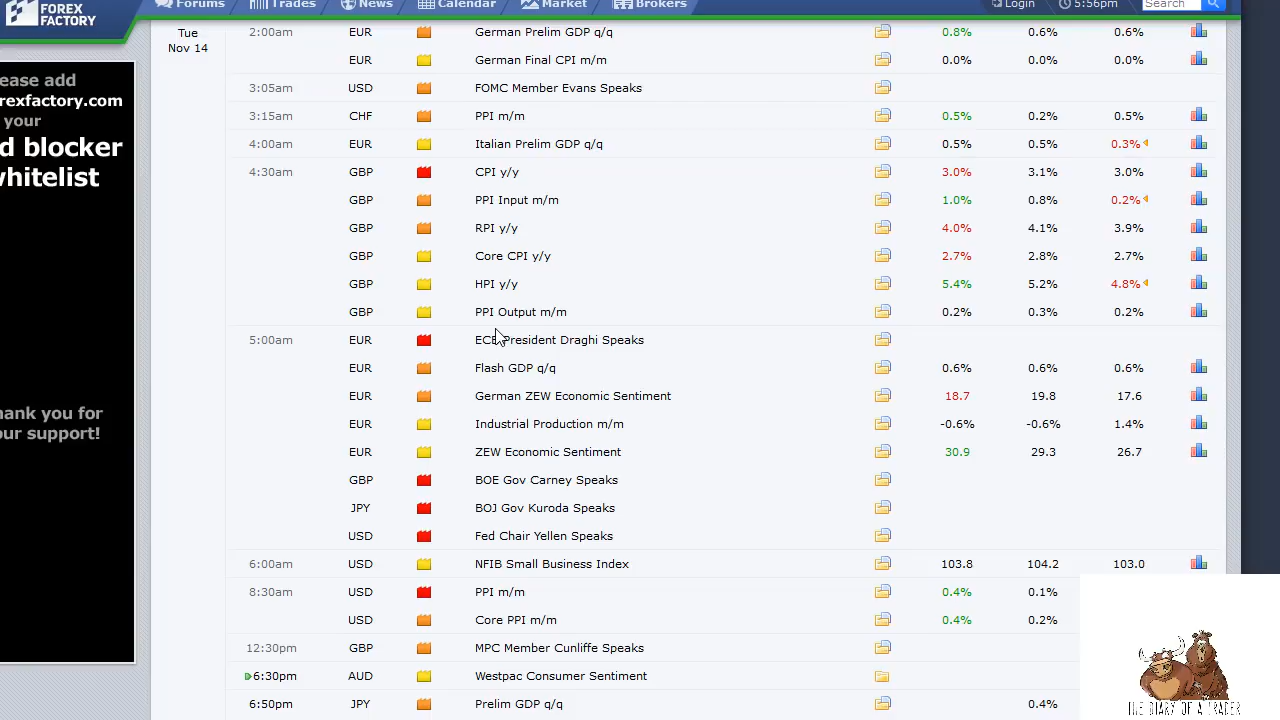 FOREX
FACTORY
Forums Trades News Calendar Market Brokers Login 5:56pm Search
ease add
rexfactory.com
your
d blocker
whitelist
hank you for
our support!
Tue
Nov 14
2:00am EUR German Prelim GDP q/q 0.8% 0.6% 0.6%
EUR German Final CPI m/m 0.0% 0.0% 0.0%
3:05am USD FOMC Member Evans Speaks
3:15am CHF PPI m/m 0.5% 0.2% 0.5%
4:00am EUR Italian Prelim GDP q/q 0.5% 0.5% 0.3%
4:30am GBP CPI y/y 3.0% 3.1% 3.0%
GBP PPI Input m/m 1.0% 0.8% 0.2%
GBP RPI y/y 4.0% 4.1% 3.9%
GBP Core CPI y/y 2.7% 2.8% 2.7%
GBP HPI y/y 5.4% 5.2% 4.8%
GBP PPI Output m/m 0.2% 0.3% 0.2%
5:00am EUR ECB President Draghi Speaks
EUR Flash GDP q/q 0.6% 0.6% 0.6%
EUR German ZEW Economic Sentiment 18.7 19.8 17.6
EUR Industrial Production m/m -0.6% -0.6% 1.4%
EUR ZEW Economic Sentiment 30.9 29.3 26.7
GBP BOE Gov Carney Speaks
JPY BOJ Gov Kuroda Speaks
USD Fed Chair Yellen Speaks
6:00am USD NFIB Small Business Index 103.8 104.2 103.0
8:30am USD PPI m/m 0.4% 0.1%
USD Core PPI m/m 0.4% 0.2%
12:30pm GBP MPC Member Cunliffe Speaks
6:30pm AUD Westpac Consumer Sentiment
6:50pm JPY Prelim GDP q/q 0.4%
THE DIARY OF A TRADER